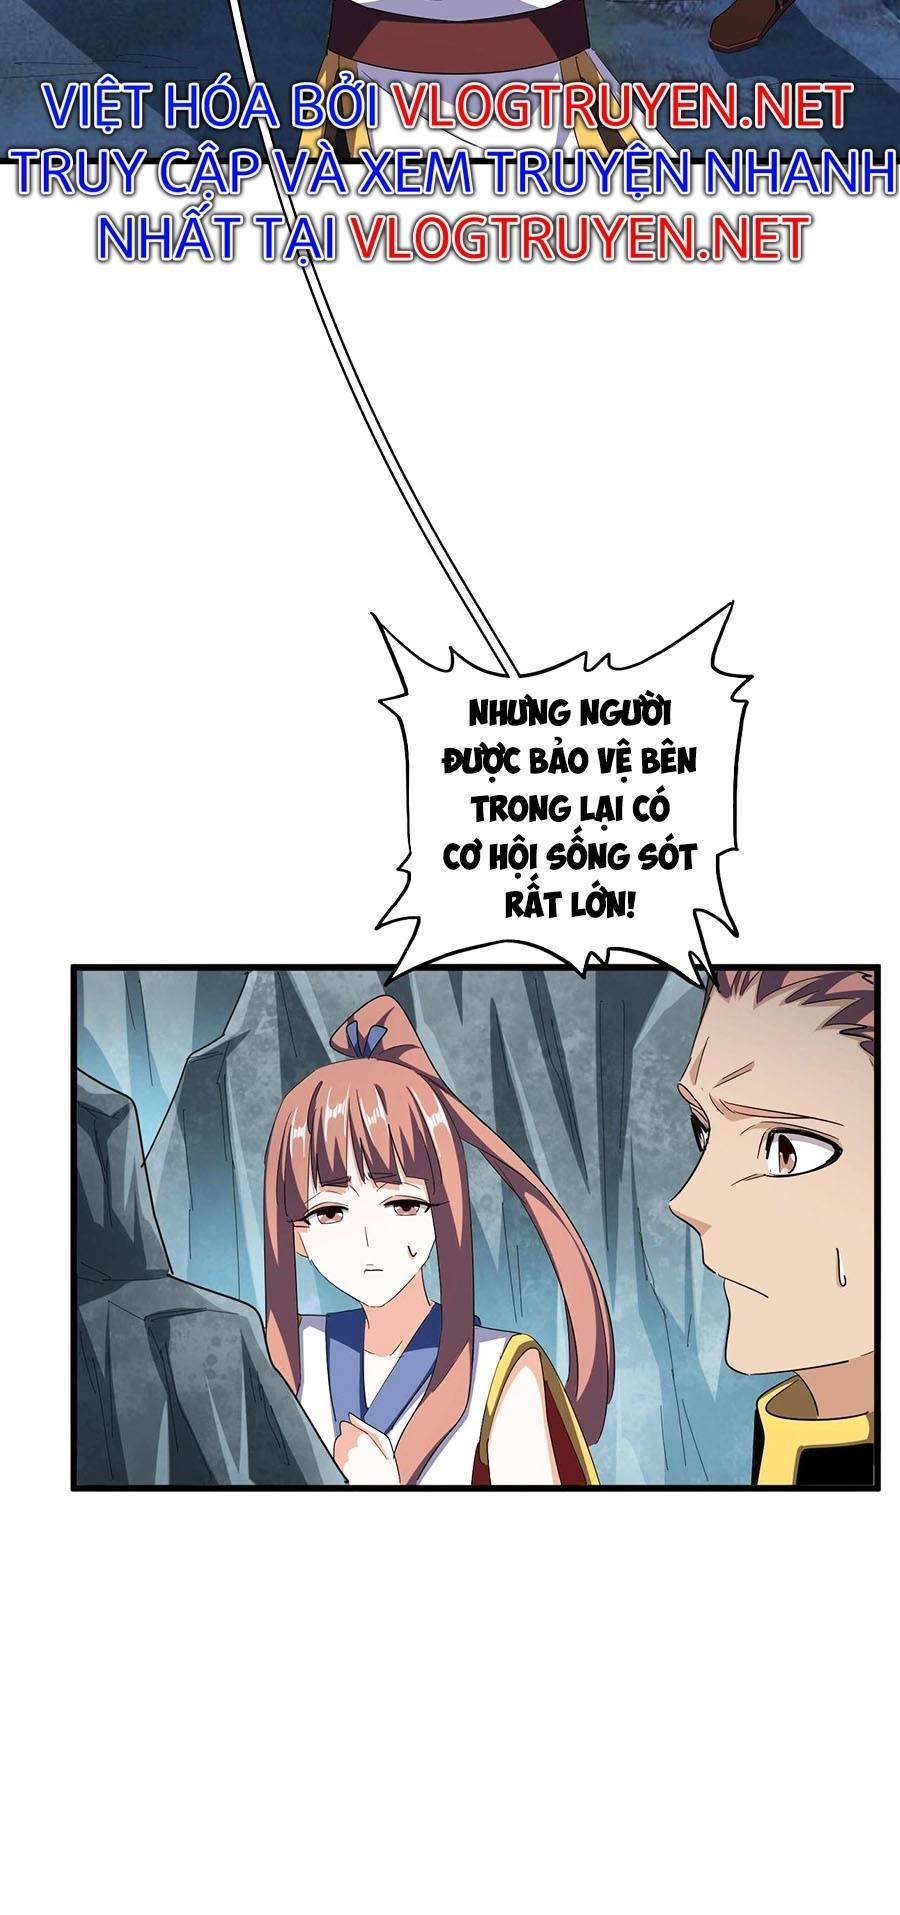 VIỆT HÓA BỞI VLOGTRUYEN.NET
TRUY CẬP VÀ XEM TRUYỆN NHANH
NHẤT TẠI VLOGTRUYEN.NET
NHƯNG NGƯỜI
ĐƯỢC BẢO VỆ BÊN
TRONG LẠI CÓ
CƠ HỘI SỐNG SÓT
RẤT LỚN!